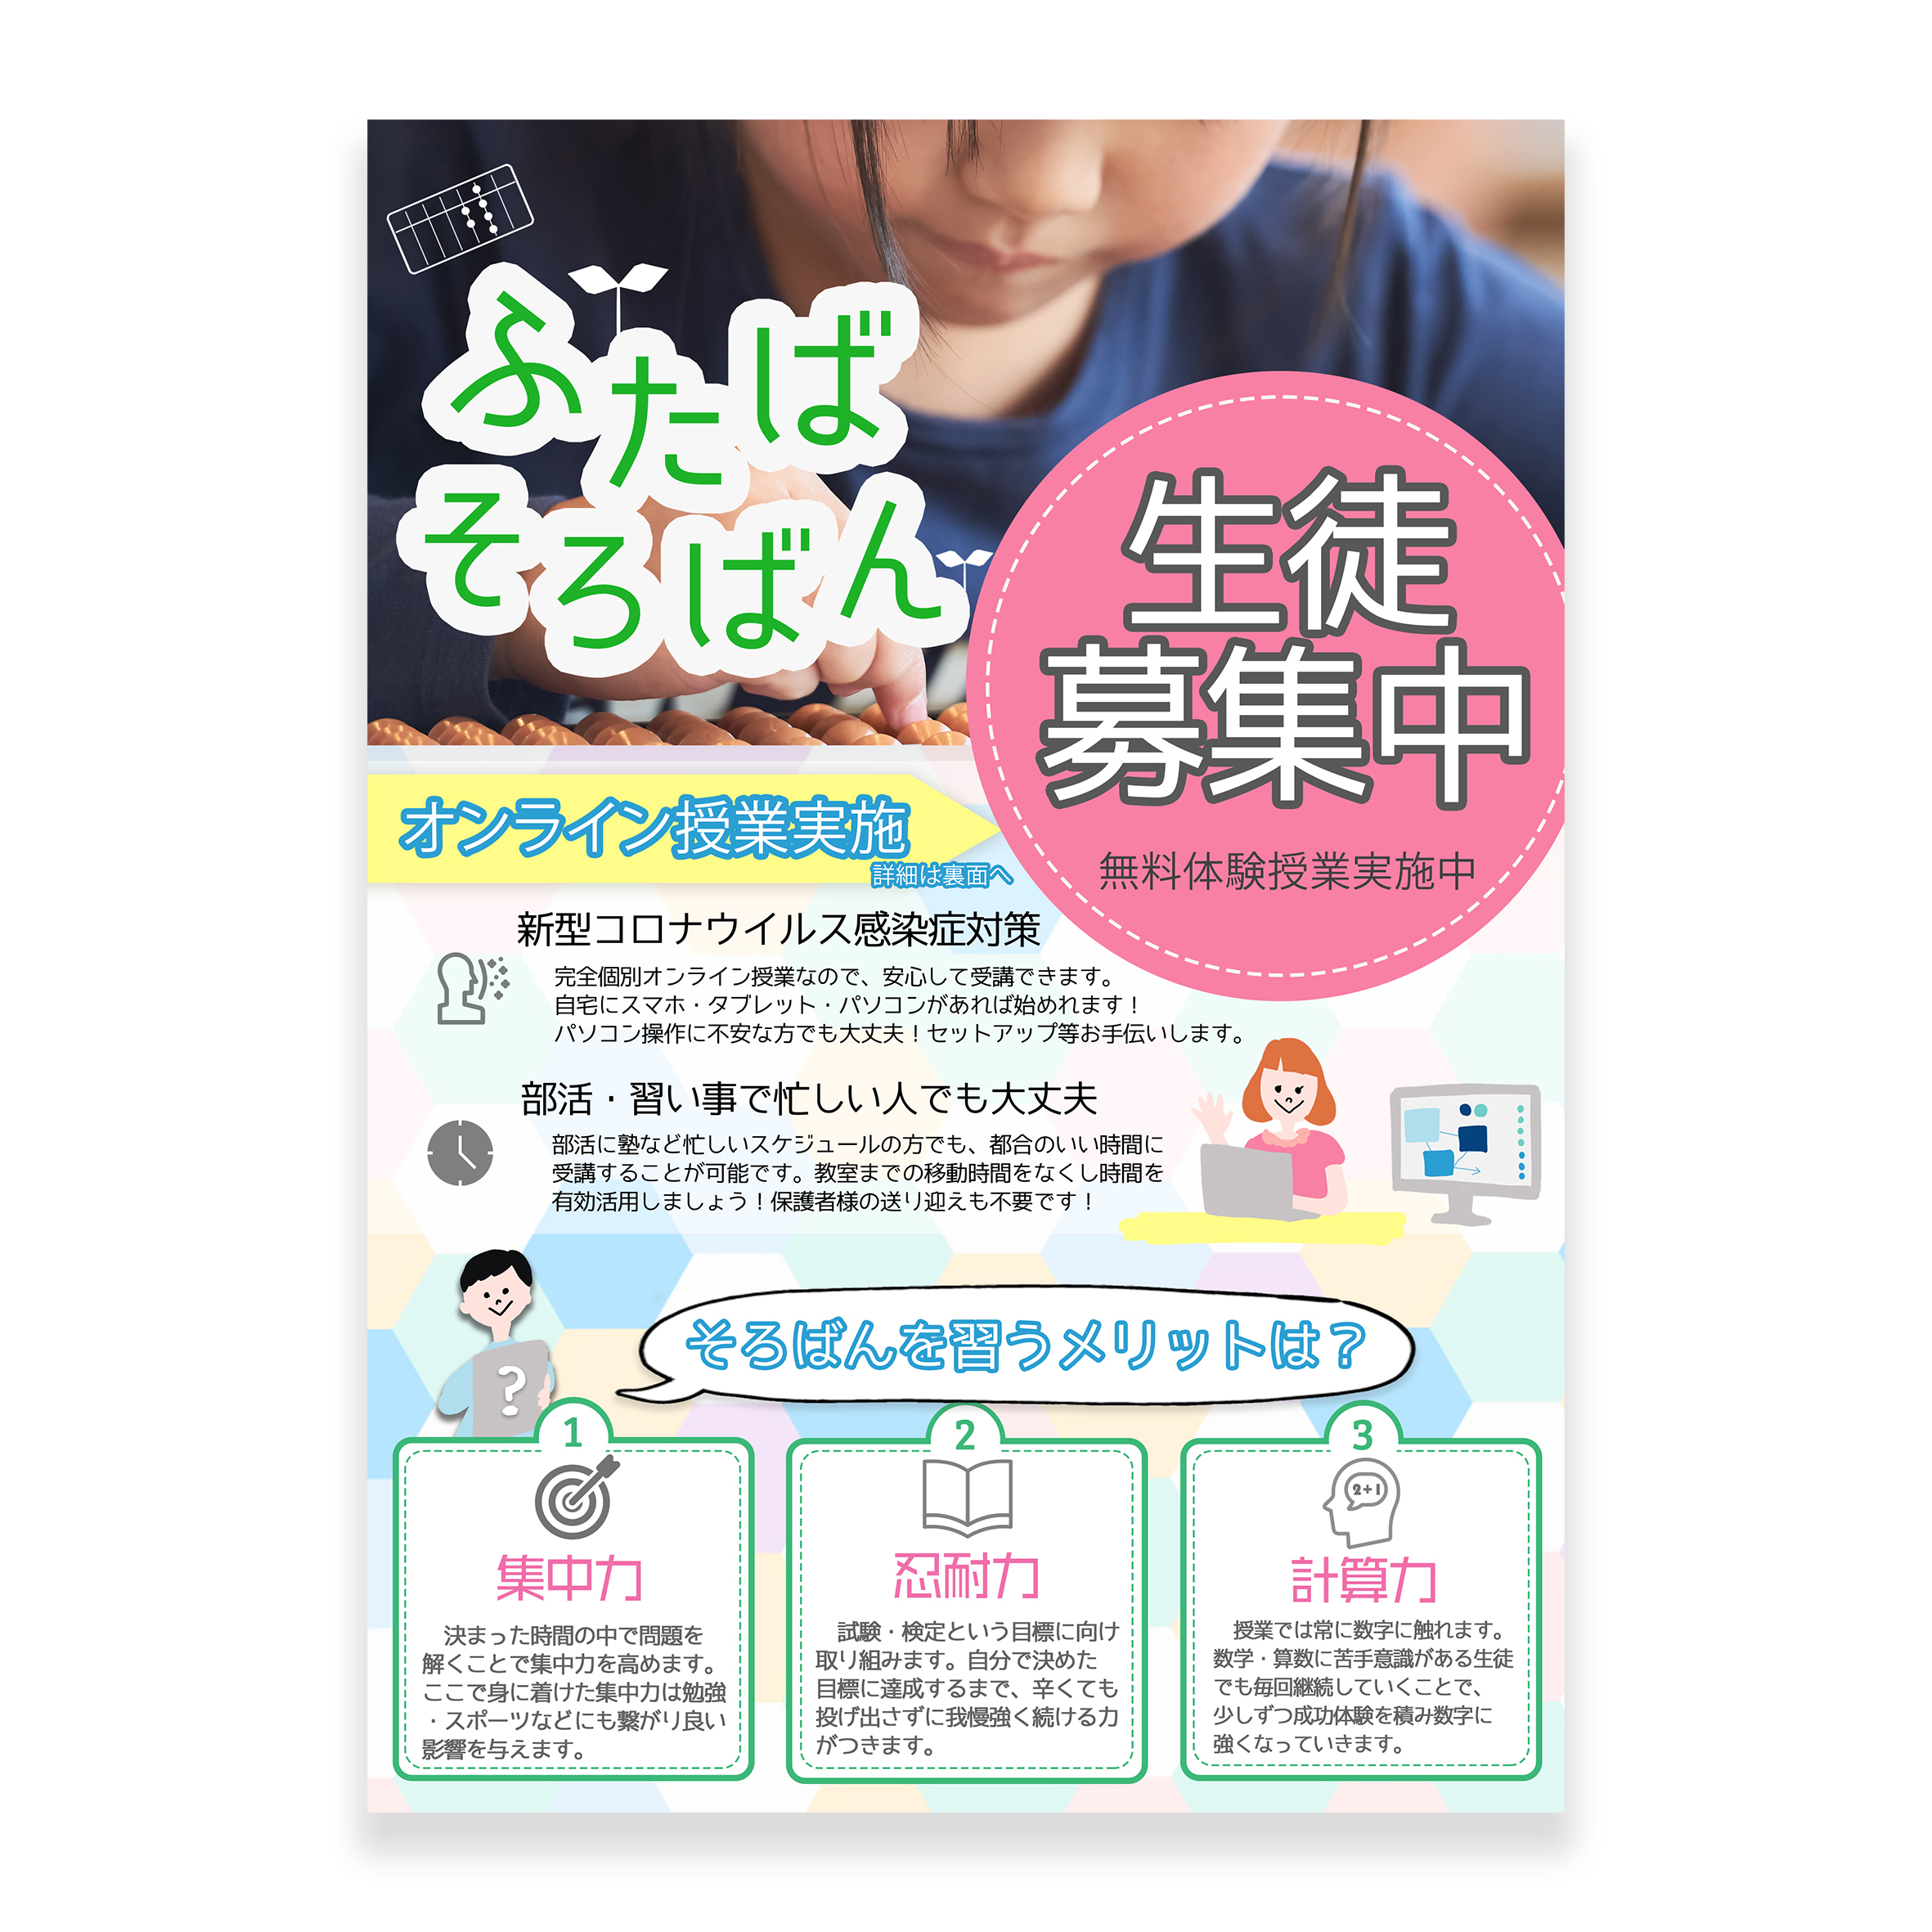 ふたば
そろばん
生徒
募集中
無料体験授業実施中
オンライン授業実施
詳細は裏面へ
新型コロナウイルス感染症対策
完全個別オンライン授業なので、安心して受講できます。
自宅にスマホ・タブレット・パソコンがあれば始めれます！
パソコン操作に不安な方でも大丈夫！セットアップ等お手伝いします。
部活・習い事で忙しい人でも大丈夫
部活に塾など忙しいスケジュールの方でも、都合のいい時間に
受講することが可能です。教室までの移動時間をなくし時間を
有効活用しましょう！保護者様の送り迎えも不要です！
?
そろばんを習うメリットは？
1
集中力
決まった時間の中で問題を
解くことで集中力を高めます。
ここで身に着けた集中力は勉強
・スポーツなどにも繋がり良い
影響を与えます。
2
忍耐力
試験・検定という目標に向け
取り組みます。自分で決めた
目標に達成するまで、辛くても
投げ出さずに我慢強く続ける力
がつきます。
3
2+1
計算力
授業では常に数字に触れます。
数学・算数に苦手意識がある生徒
でも毎回継続していくことで、
少しずつ成功体験を積み数字に
強くなっていきます。